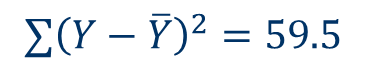 ∑(Y − Ȳ)² = 59.5